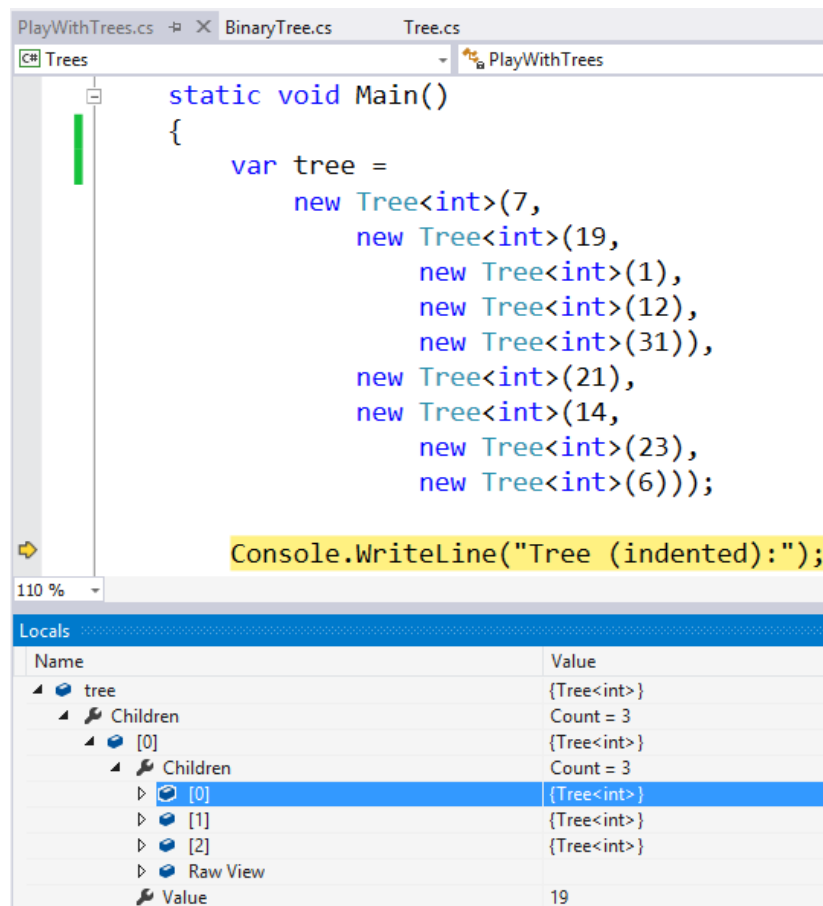 PlayWithTrees.cs BinaryTree.cs Tree.cs
C# Trees PlayWithTrees
static void Main()
{
var tree =
new Tree<int>(7,
new Tree<int>(19,
new Tree<int>(1),
new Tree<int>(12),
new Tree<int>(31)),
new Tree<int>(21),
new Tree<int>(14,
new Tree<int>(23),
new Tree<int>(6)));
Console.WriteLine("Tree (indented):");
110 %
Locals
Name Value
tree {Tree<int>}
Children Count = 3
[0] {Tree<int>}
Children Count = 3
[0] {Tree<int>}
[1] {Tree<int>}
[2] {Tree<int>}
Raw View
Value 19